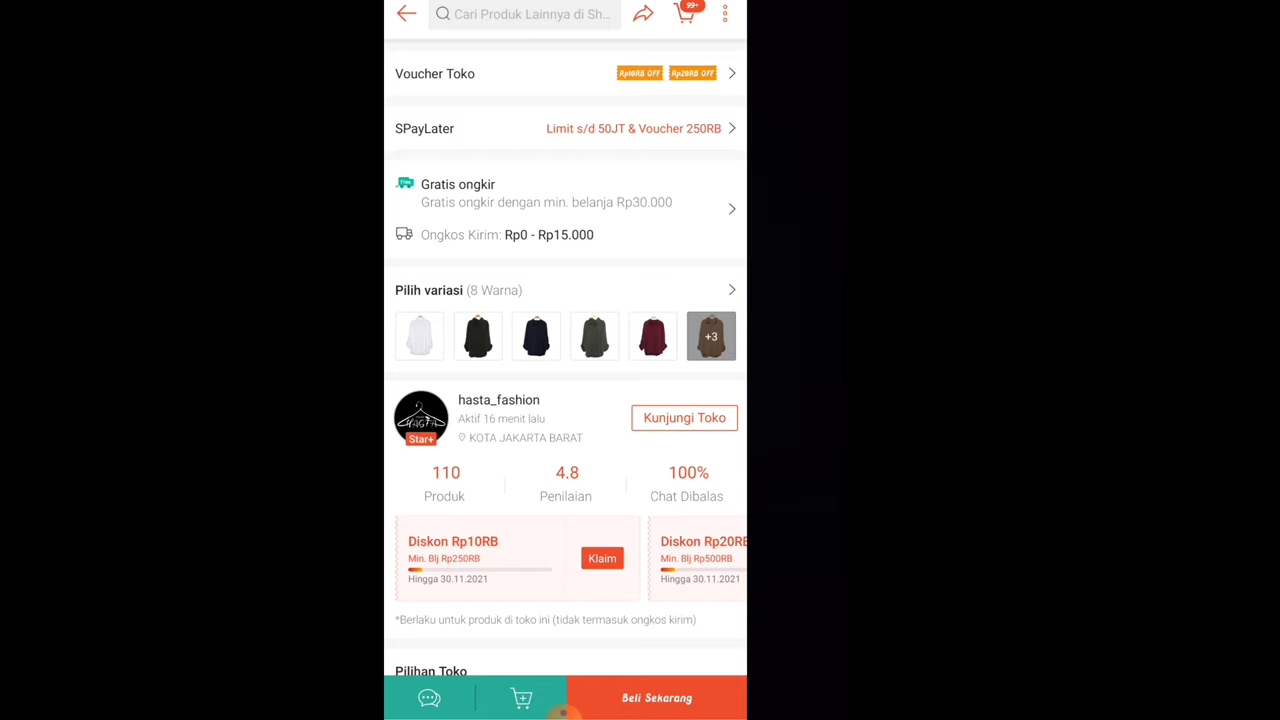 99+
Cari Produk Lainnya di Sh...
Voucher Toko
Rp10RB OFF
Rp20RB OFF
SPayLater
Limit s/d 50JT & Voucher 250RB
Free
Gratis ongkir
Gratis ongkir dengan min. belanja Rp30.000
Ongkos Kirim: Rp0 - Rp15.000
Pilih variasi (8 Warna)
+3
hasta_fashion
Aktif 16 menit lalu
KOTA JAKARTA BARAT
Star+
Kunjungi Toko
110
Produk
4.8
Penilaian
100%
Chat Dibalas
Diskon Rp10RB
Min. Blj Rp250RB
Hingga 30.11.2021
Klaim
Diskon Rp20RB
Min. Blj Rp500RB
Hingga 30.11.2021
*Berlaku untuk produk di toko ini (tidak termasuk ongkos kirim)
Pilihan Toko
Beli Sekarang